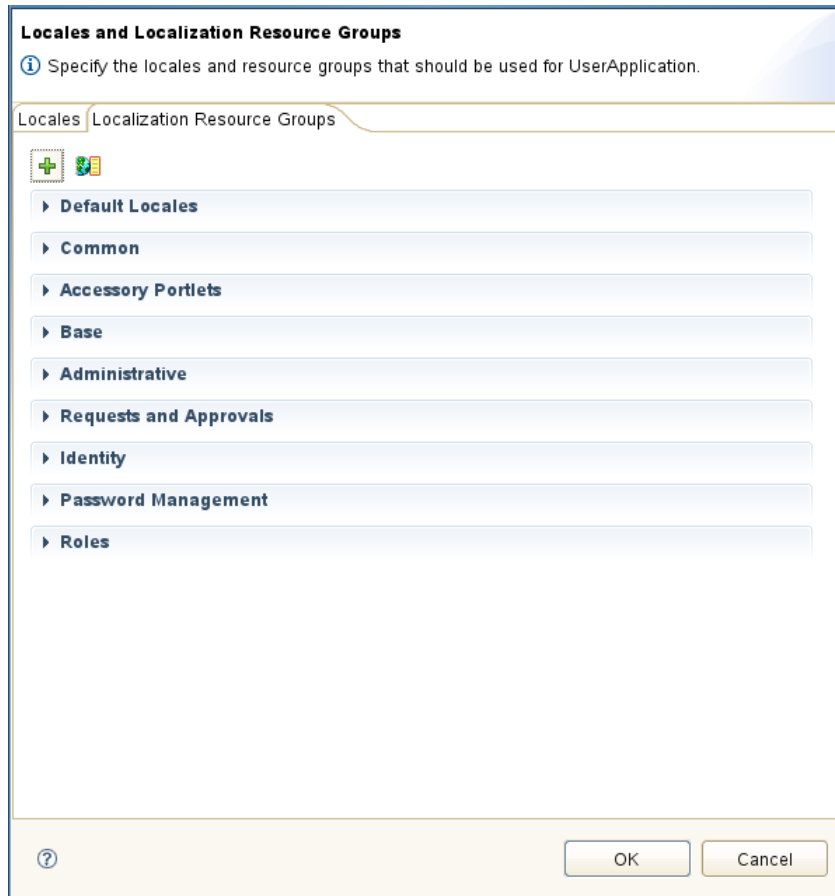 Locales and Localization Resource Groups
Specify the locales and resource groups that should be used for UserApplication.
Locales Localization Resource Groups
Default Locales
Common
Accessory Portlets
Base
Administrative
Requests and Approvals
Identity
Password Management
Roles
OK Cancel